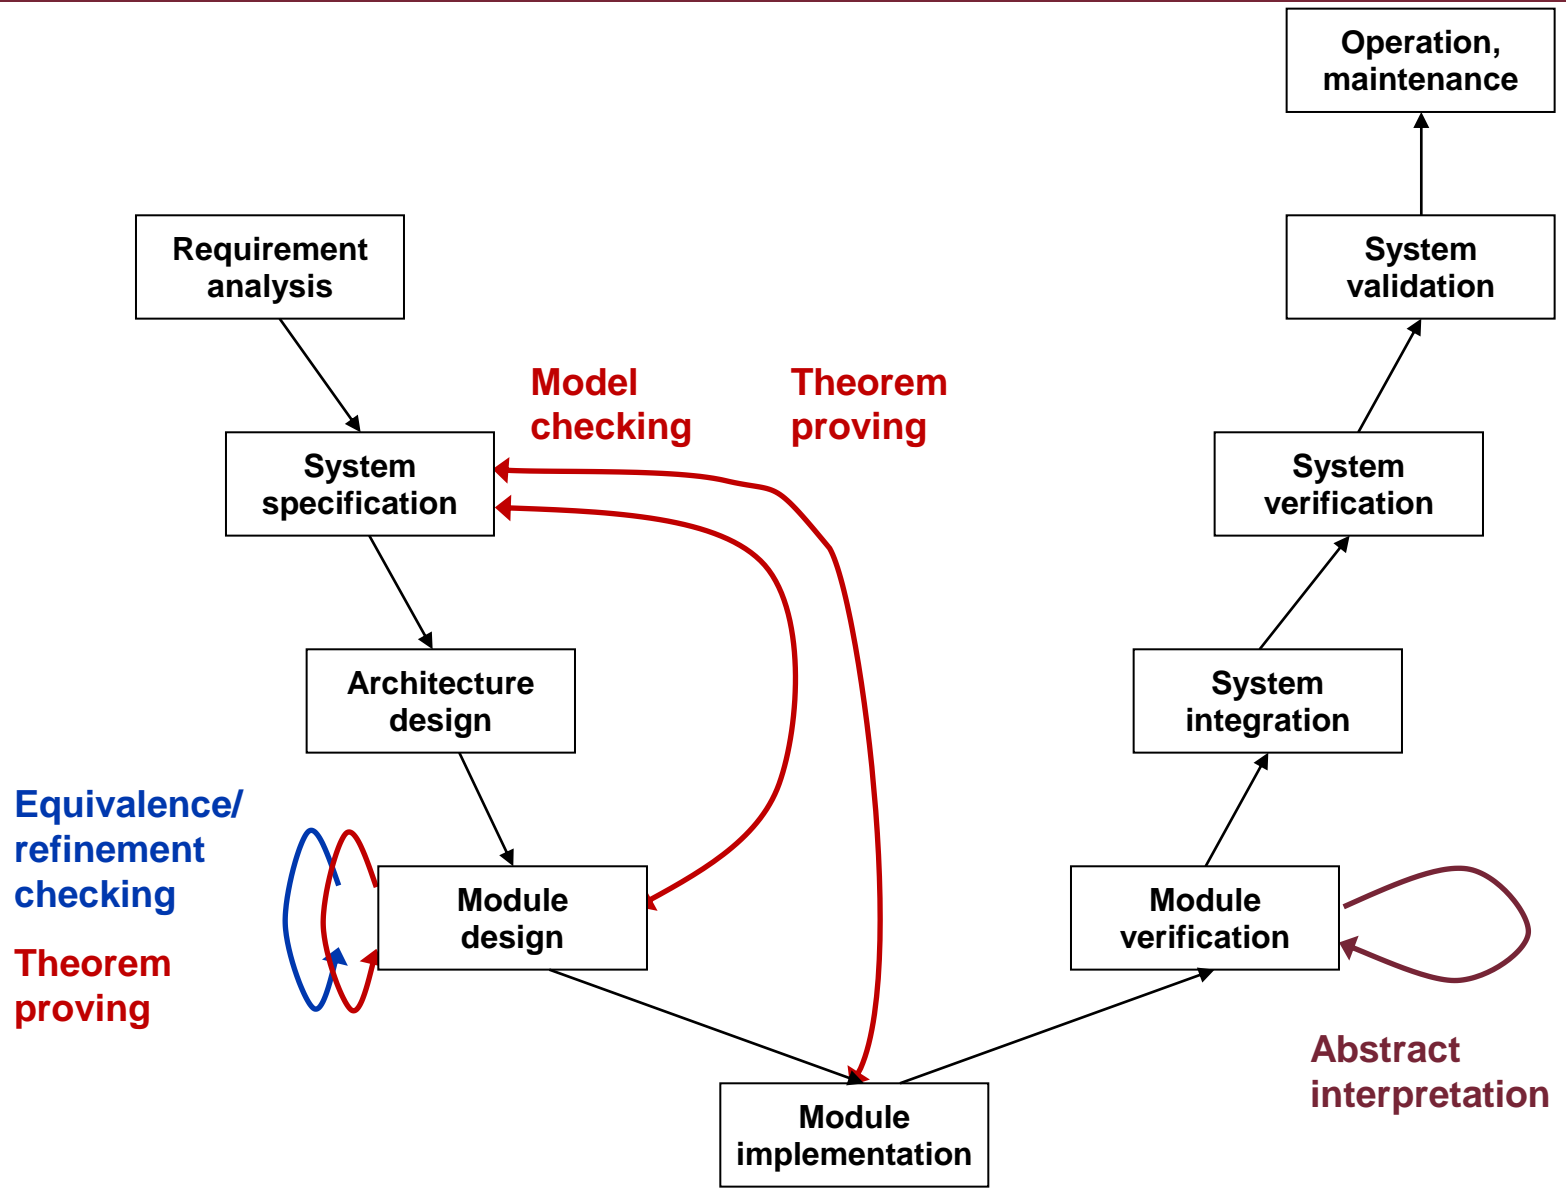 Operation,
maintenance
Requirement
analysis
System
validation
Model
checking
Theorem
proving
System
specification
System
verification
Architecture
design
System
integration
Equivalence/
refinement
checking
Theorem
proving
Module
design
Module
verification
Abstract
interpretation
Module
implementation